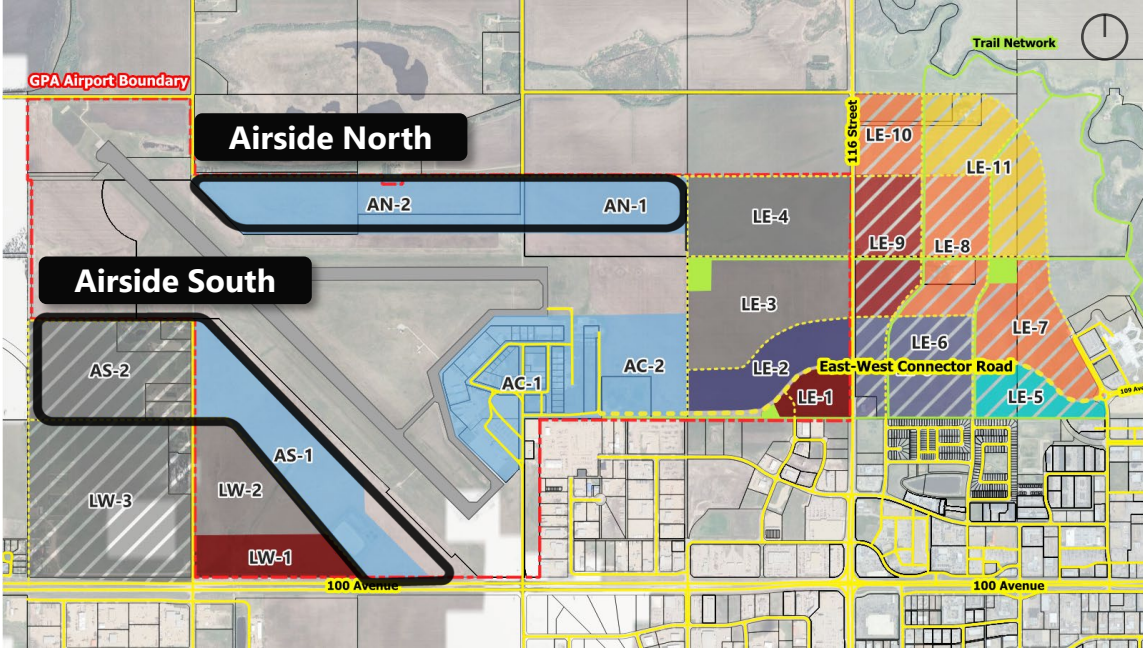 Trail Network
GPA Airport Boundary
116 Street
Airside North
LE-10
LE-11
AN-2
AN-1
LE-4
LE-9
LE-8
Airside South
LE-3
LE-7
LE-6
AS-2
AC-1
AC-2
LE-2
East-West Connector Road
LE-1
LE-5
109 Ave
AS-1
LW-2
LW-3
LW-1
100 Avenue
100 Avenue